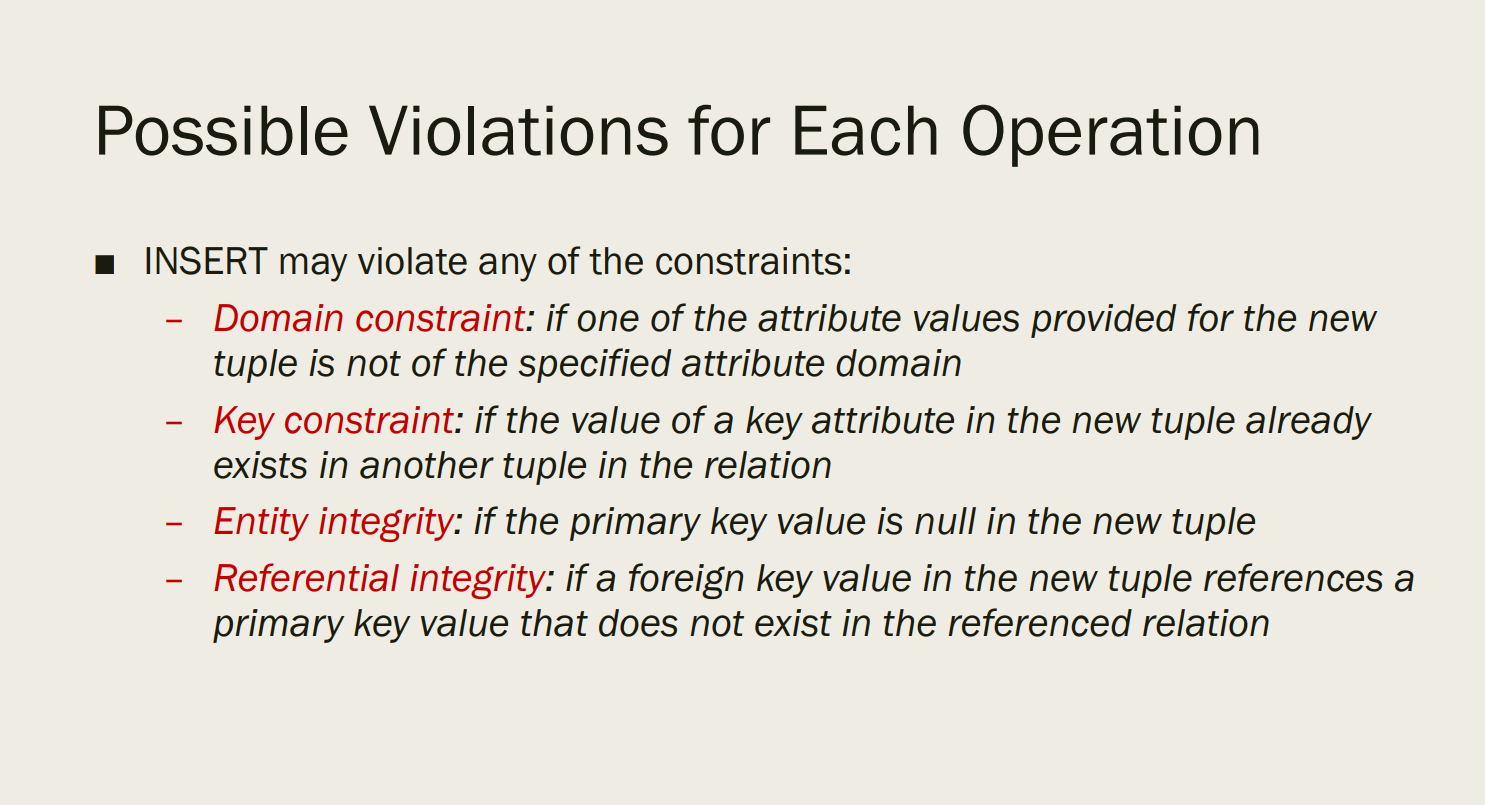 Possible Violations for Each Operation
■ INSERT may violate any of the constraints:
– Domain constraint: if one of the attribute values provided for the new
tuple is not of the specified attribute domain
– Key constraint: if the value of a key attribute in the new tuple already
exists in another tuple in the relation
– Entity integrity: if the primary key value is null in the new tuple
– Referential integrity: if a foreign key value in the new tuple references a
primary key value that does not exist in the referenced relation